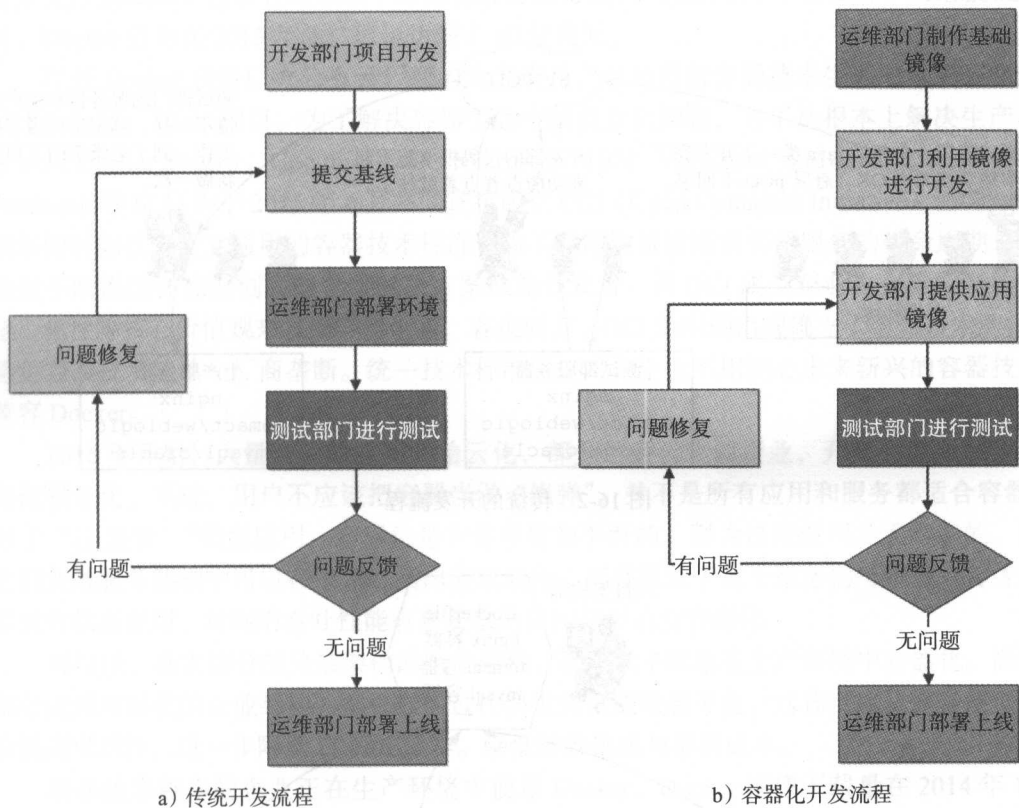 开发部门项目开发
提交基线
运维部门部署环境
问题修复
测试部门进行测试
有问题
问题反馈
无问题
运维部门部署上线
a）传统开发流程
运维部门制作基础
镜像
开发部门利用镜像
进行开发
开发部门提供应用
镜像
问题修复
测试部门进行测试
有问题
问题反馈
无问题
运维部门部署上线
b）容器化开发流程